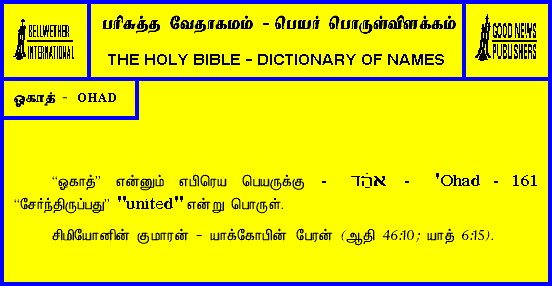 BELLWETHER
INTERNATIONAL
பரிசுத்த வேதாகமம் - பெயர் பொருள்விளக்கம்
THE HOLY BIBLE - DICTIONARY OF NAMES
GOOD NEWS
PUBLISHERS
ஓகாத் - OHAD
“ஒகாத்” என்னும் எபிரெய பெயருக்கு - אֹהַד - 'Ohad - 161
“சேர்ந்திருப்பது” "united" என்று பொருள்.
சிமியோனின் குமாரன் - யாக்கோபின் பேரன் (ஆதி 46:10; யாத் 6:15).